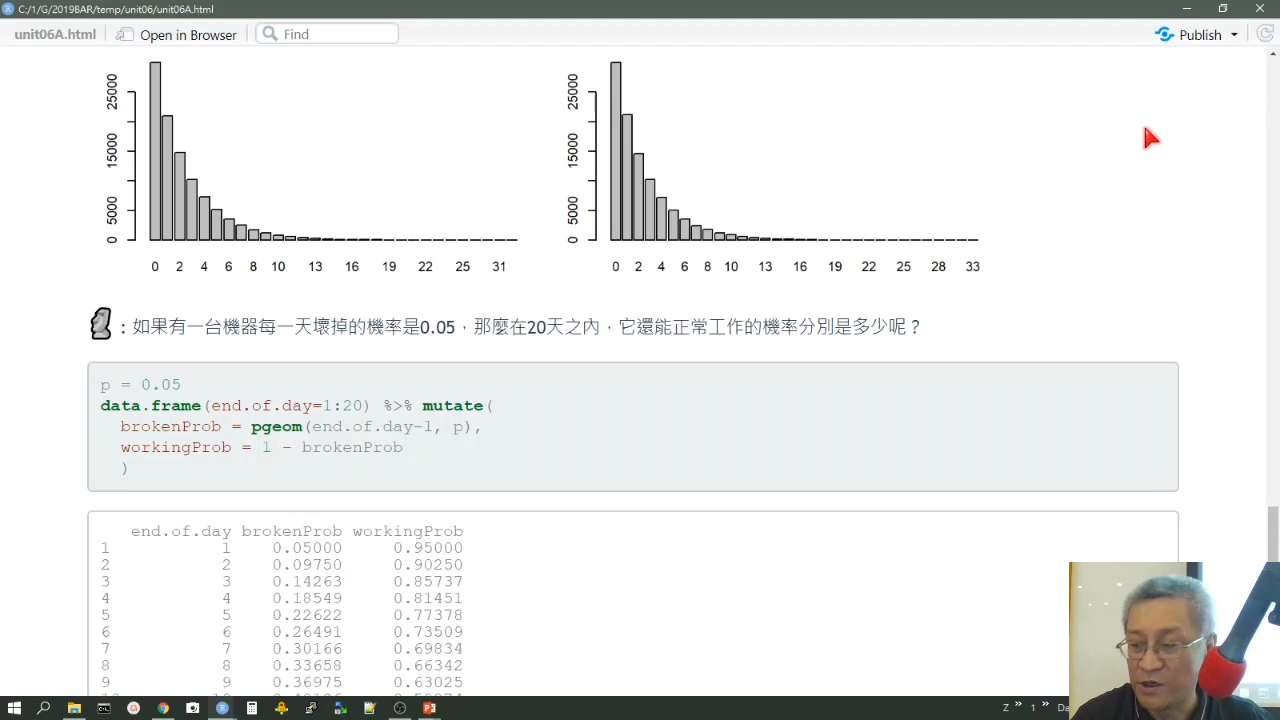 C:/1/G/2019BAR/temp/unit06/unit06A.html
unit06A.html Open in Browser Find Publish
25000 25000
15000 15000
5000 5000
0 0
0 2 4 6 8 10 13 16 19 22 25 31 0 2 4 6 8 10 13 16 19 22 25 28 33
：如果有一台機器每一天壞掉的機率是0.05，那麼在20天之內，它還能正常工作的機率分別是多少呢？
p = 0.05
data.frame(end.of.day=1:20) %>% mutate(
brokenProb = pgeom(end.of.day-1, p),
workingProb = 1 - brokenProb
)
end.of.day brokenProb workingProb
1 1 0.05000 0.95000
2 2 0.09750 0.90250
3 3 0.14263 0.85737
4 4 0.18549 0.81451
5 5 0.22622 0.77378
6 6 0.26491 0.73509
7 7 0.30166 0.69834
8 8 0.33658 0.66342
9 9 0.36975 0.63025